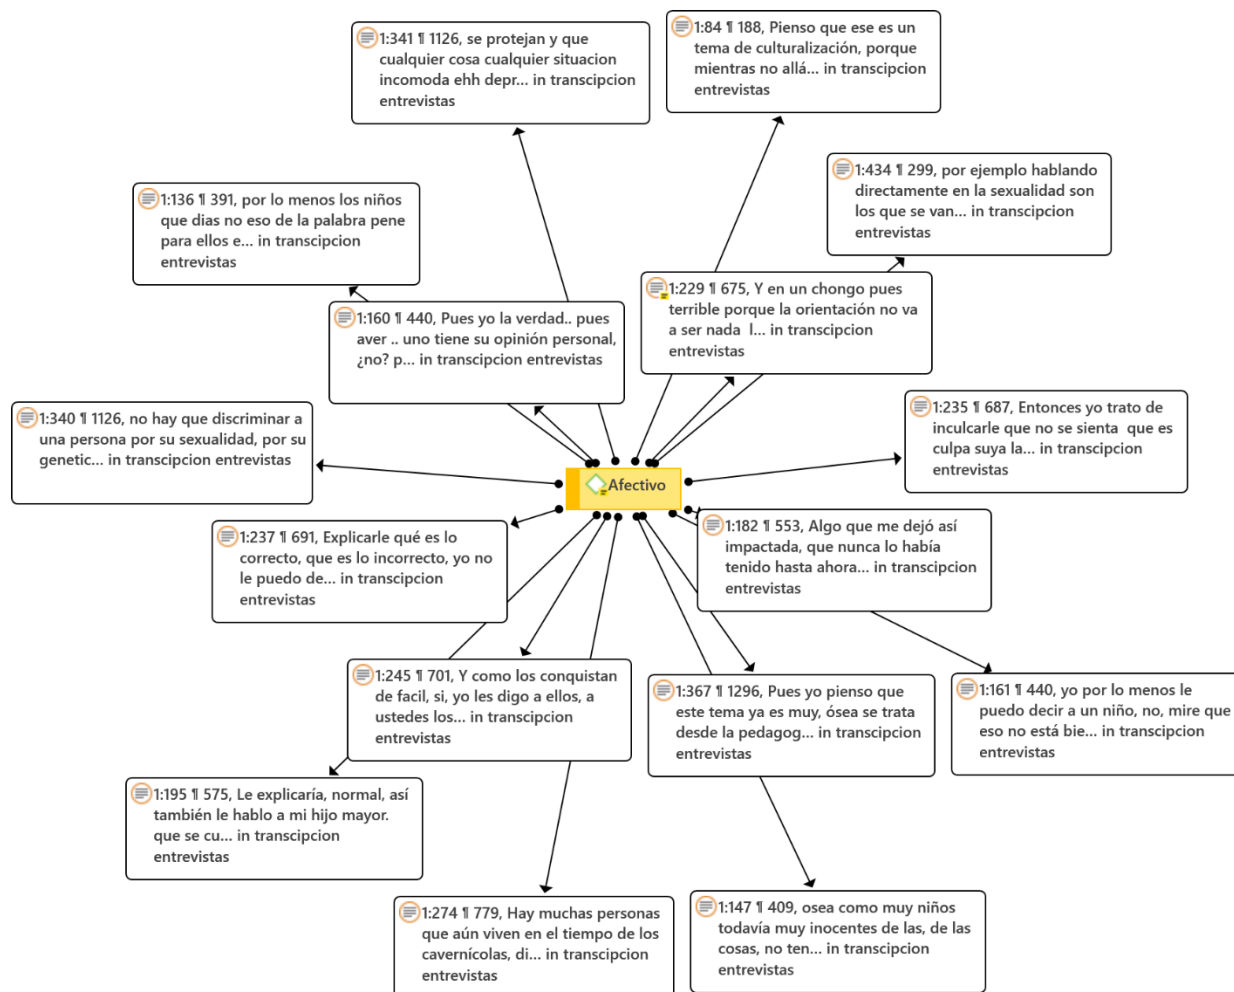 1:341 ¶ 1126, se protejan y que
cualquier cosa cualquier situacion
incomoda ehh depr... in transcipcion
entrevistas
1:84 ¶ 188, Pienso que ese es un
tema de culturalización, porque
mientras no allá... in transcipcion
entrevistas
1:136 ¶ 391, por lo menos los niños
que dias no eso de la palabra pene
para ellos e... in transcipcion
entrevistas
1:434 ¶ 299, por ejemplo hablando
directamente en la sexualidad son
los que se van... in transcipcion
entrevistas
1:160 ¶ 440, Pues yo la verdad.. pues
aver .. uno tiene su opinión personal,
¿no? p... in transcipcion entrevistas
1:229 ¶ 675, Y en un chongo pues
terrible porque la orientación no va
a ser nada l... in transcipcion
entrevistas
1:340 ¶ 1126, no hay que discriminar a
una persona por su sexualidad, por su
genetic... in transcipcion entrevistas
1:235 ¶ 687, Entonces yo trato de
inculcarle que no se sienta que es
culpa suya la... in transcipcion
entrevistas
Afectivo
1:237 ¶ 691, Explicarle qué es lo
correcto, que es lo incorrecto, yo no
le puedo de... in transcipcion
entrevistas
1:182 ¶ 553, Algo que me dejó así
impactada, que nunca lo había
tenido hasta ahora... in transcipcion
entrevistas
1:245 ¶ 701, Y como los conquistan
de facil, si, yo les digo a ellos, a
ustedes los... in transcipcion
entrevistas
1:367 ¶ 1296, Pues yo pienso que
este tema ya es muy, ósea se trata
desde la pedagog... in transcipcion
entrevistas
1:161 ¶ 440, yo por lo menos le
puedo decir a un niño, no, mire que
eso no está bie... in transcipcion
entrevistas
1:195 ¶ 575, Le explicaría, normal, así
también le hablo a mi hijo mayor.
que se cu... in transcipcion
entrevistas
1:274 ¶ 779, Hay muchas personas
que aún viven en el tiempo de los
cavernícolas, di... in transcipcion
entrevistas
1:147 ¶ 409, osea como muy niños
todavía muy inocentes de las, de las
cosas, no ten... in transcipcion
entrevistas